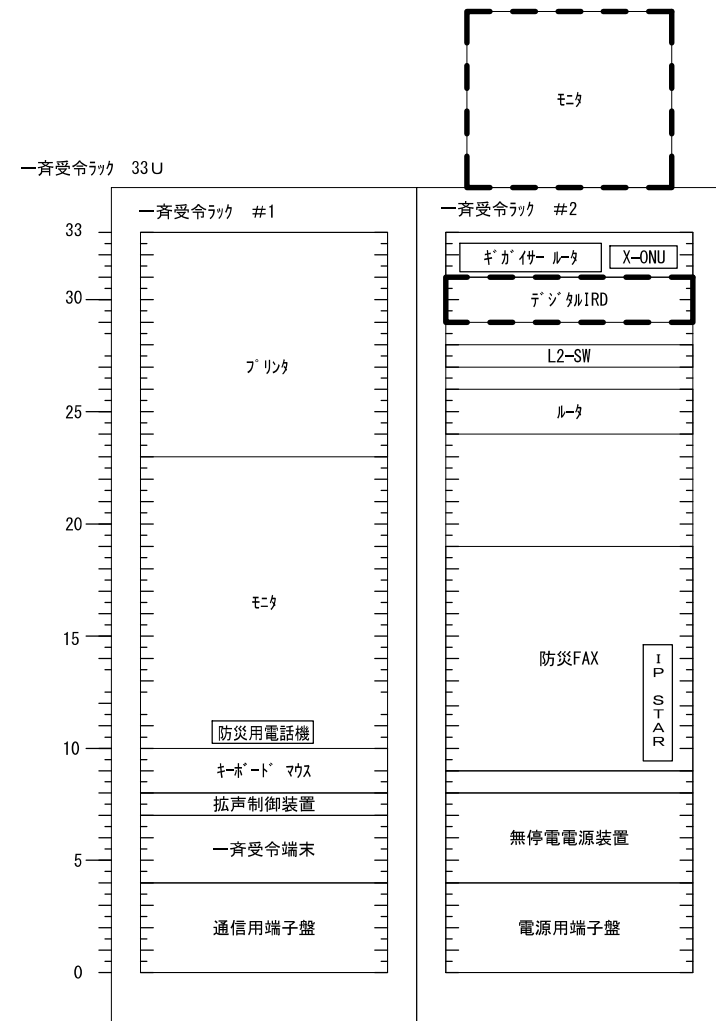 モニタ
一斉受令ラック 33U
一斉受令ラック #1
一斉受令ラック #2
33
ギガイサー ルータ
X-ONU
30
デジタルIRD
L2-SW
プリンタ
25
ルータ
20
モニタ
15
防災FAX
IP STAR
防災用電話機
10
キーボード マウス
拡声制御装置
無停電電源装置
一斉受令端末
5
通信用端子盤
電源用端子盤
0